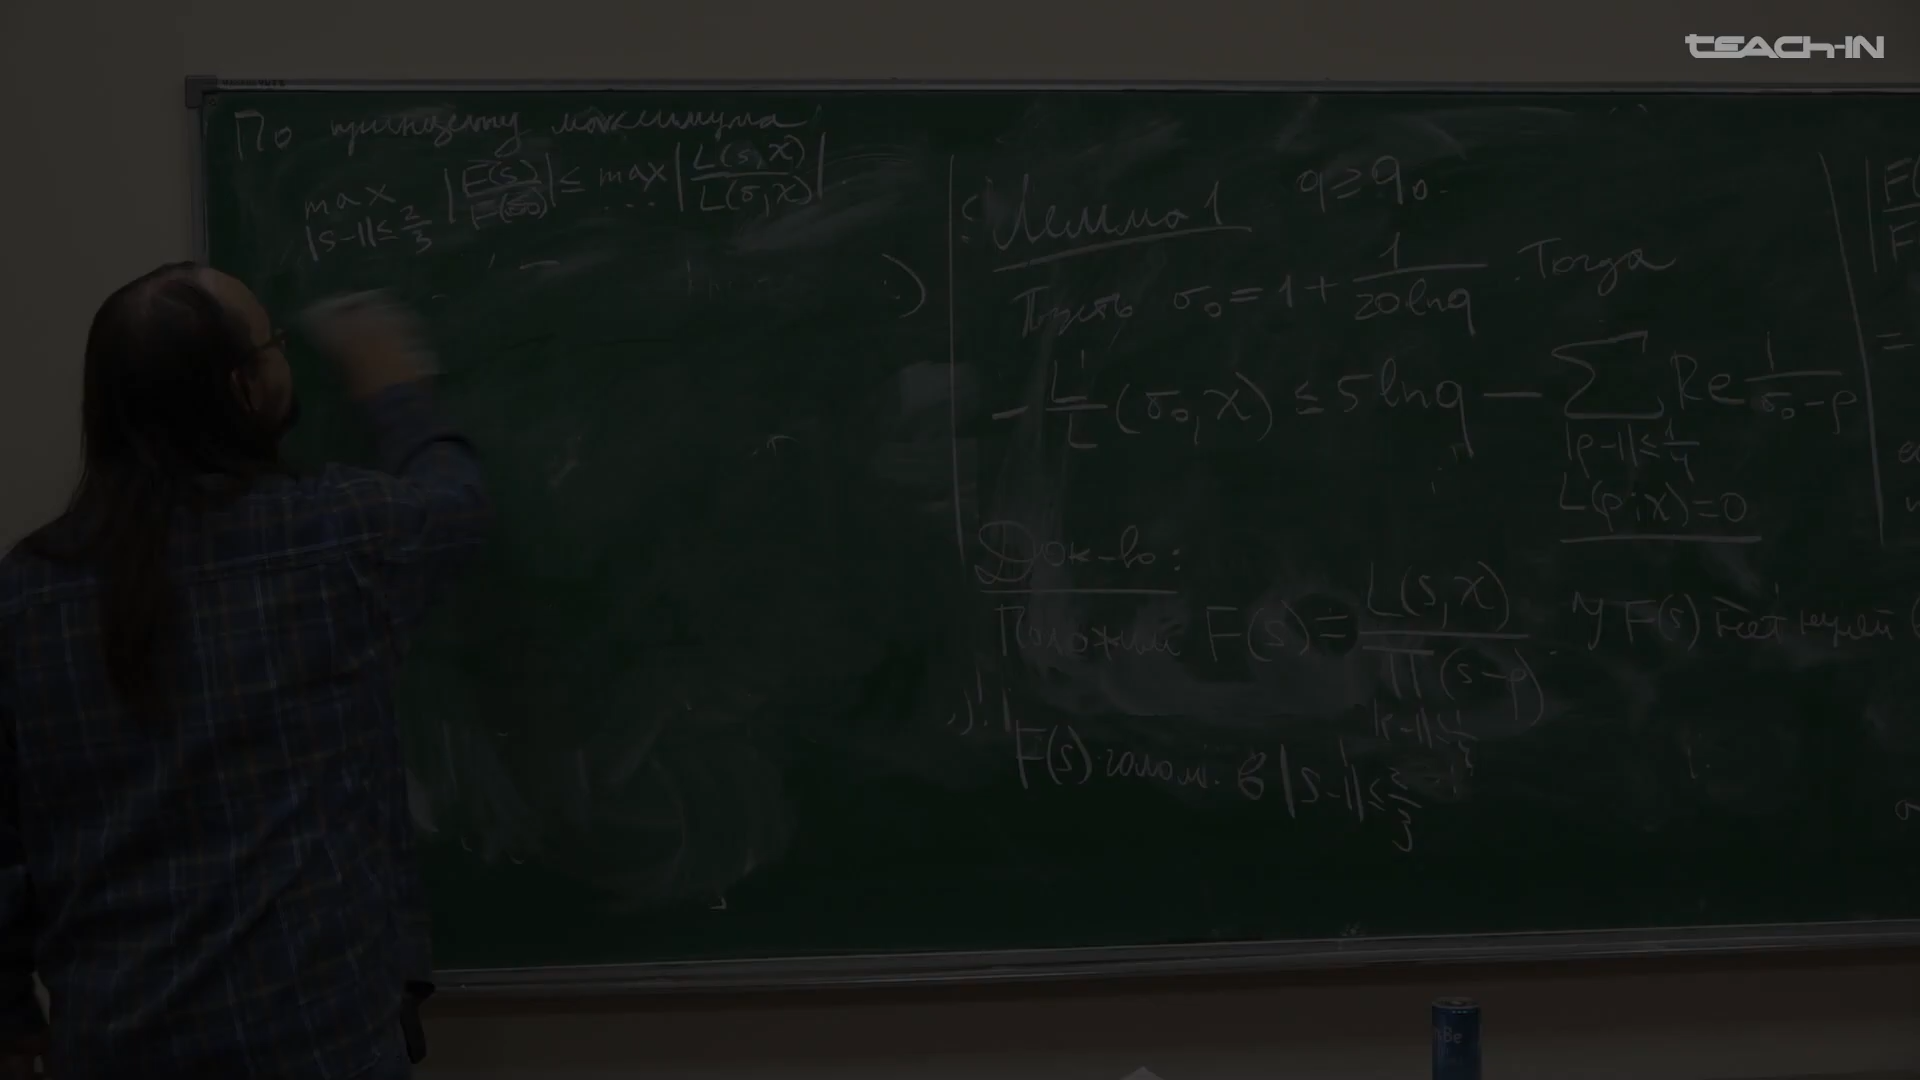 TEACH-IN
По принципу максимума
max |s-1|≤2/3 |F(s)/F(σ₀)| ≤ max ... |L(s,χ)/L(σ,χ)|
Лемма 1 q≥q₀.
Пусть σ₀ = 1 + 1/(20 ln q). Тогда
- L'/L (σ₀, χ) ≤ 5 ln q - ∑ Re 1/(σ₀-ρ)
|ρ-1|≤1/4
L(ρ,χ)=0
Док-во:
Положим F(s) = L(s,χ) / ∏ (s-ρ). У F(s) нет нулей
|ρ-1|≤1/4
F(s) голом. в |s-1|≤2/3
nBe